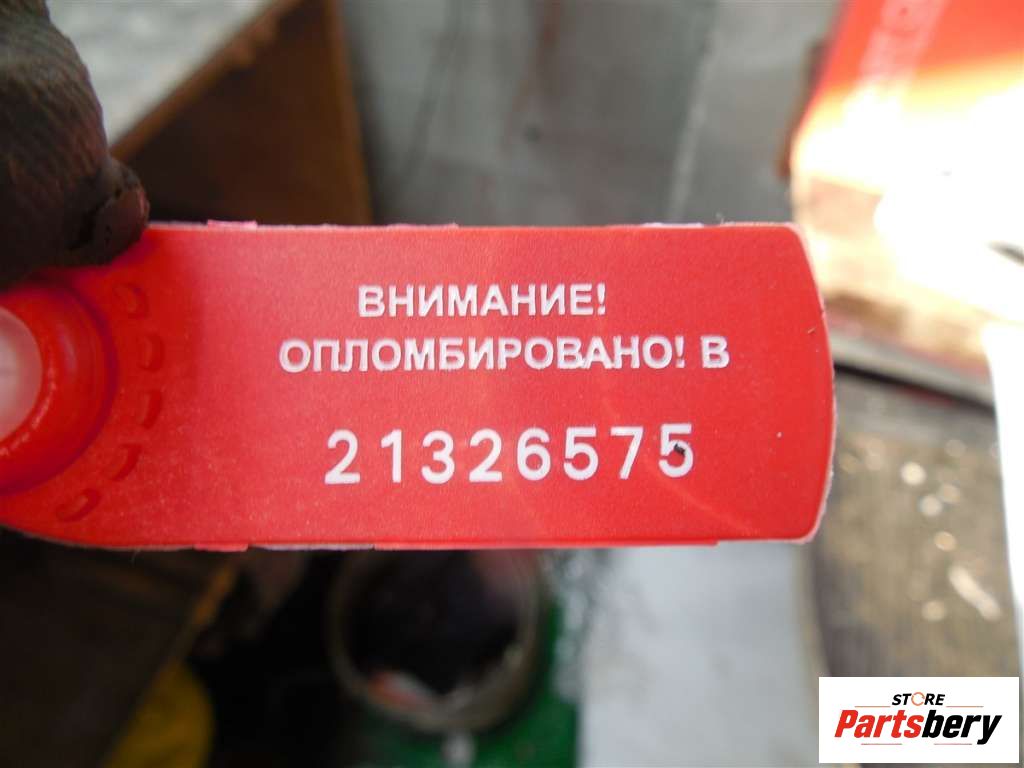 ВНИМАНИЕ!
ОПЛОМБИРОВАНО! В
21326575
STORE
Partsbery